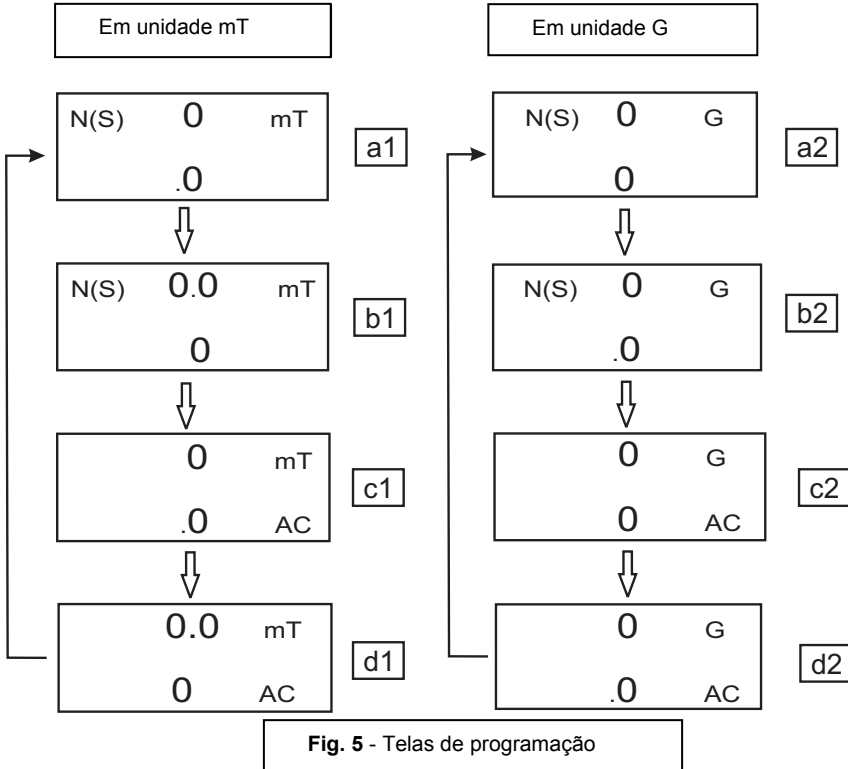 Em unidade mT
Em unidade G
N(S) 0 mT
.0
a1
N(S) 0 G
0
a2
N(S) 0.0 mT
0
b1
N(S) 0 G
.0
b2
0 mT
.0 AC
c1
0 G
0 AC
c2
0.0 mT
0 AC
d1
0 G
.0 AC
d2
Fig. 5 - Telas de programação